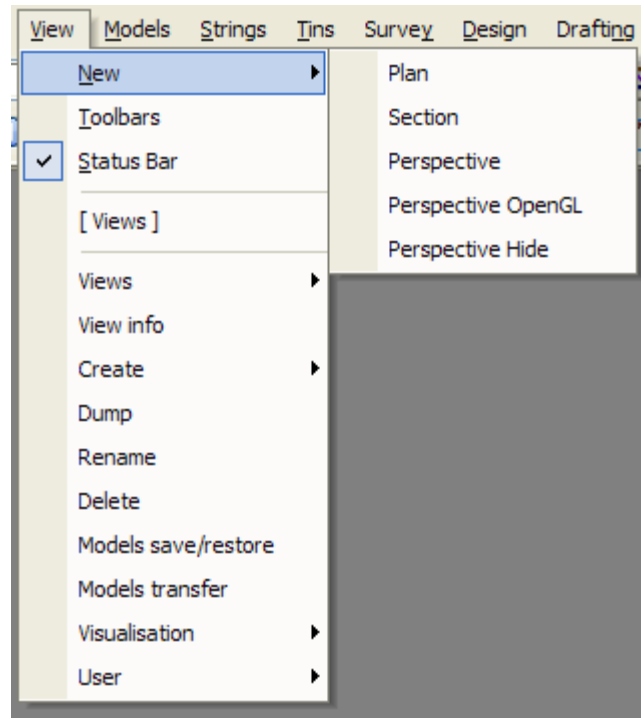 View Models Strings Tins Survey Design Drafting
New
Toolbars
Status Bar
[ Views ]
Views
View info
Create
Dump
Rename
Delete
Models save/restore
Models transfer
Visualisation
User
Plan
Section
Perspective
Perspective OpenGL
Perspective Hide